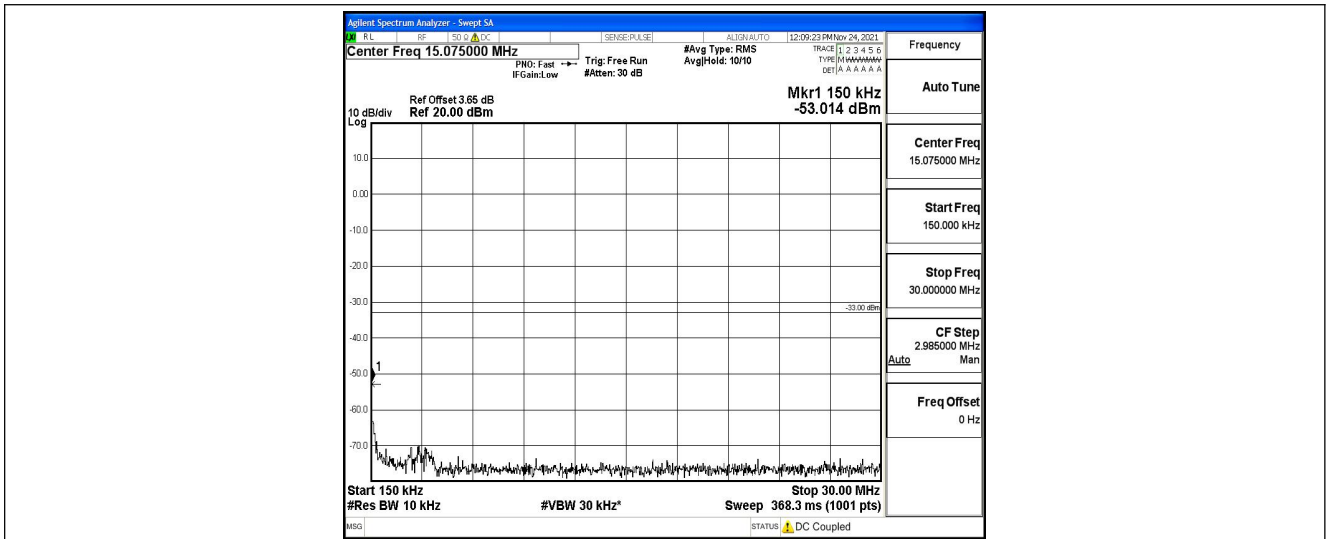 Agilent Spectrum Analyzer - Swept SA
RL RF 50 Ω DC SENSE:PULSE ALIGN AUTO 12:09:23 PM Nov 24, 2021
Center Freq 15.075000 MHz
PNO: Fast
IFGain:Low
Trig: Free Run
#Atten: 30 dB
#Avg Type: RMS
Avg|Hold: 10/10
TRACE 1 2 3 4 5 6
TYPE M
DET A A A A A A
Mkr1 150 kHz
-53.014 dBm
Ref Offset 3.65 dB
10 dB/div Ref 20.00 dBm
Log
10.0
0.00
-10.0
-20.0
-30.0
-33.00 dBm
-40.0
1
-50.0
-60.0
-70.0
Start 150 kHz Stop 30.00 MHz
#Res BW 10 kHz #VBW 30 kHz* Sweep 368.3 ms (1001 pts)
MSG STATUS DC Coupled
Frequency
Auto Tune
Center Freq
15.075000 MHz
Start Freq
150.000 kHz
Stop Freq
30.000000 MHz
CF Step
2.985000 MHz
Auto Man
Freq Offset
0 Hz